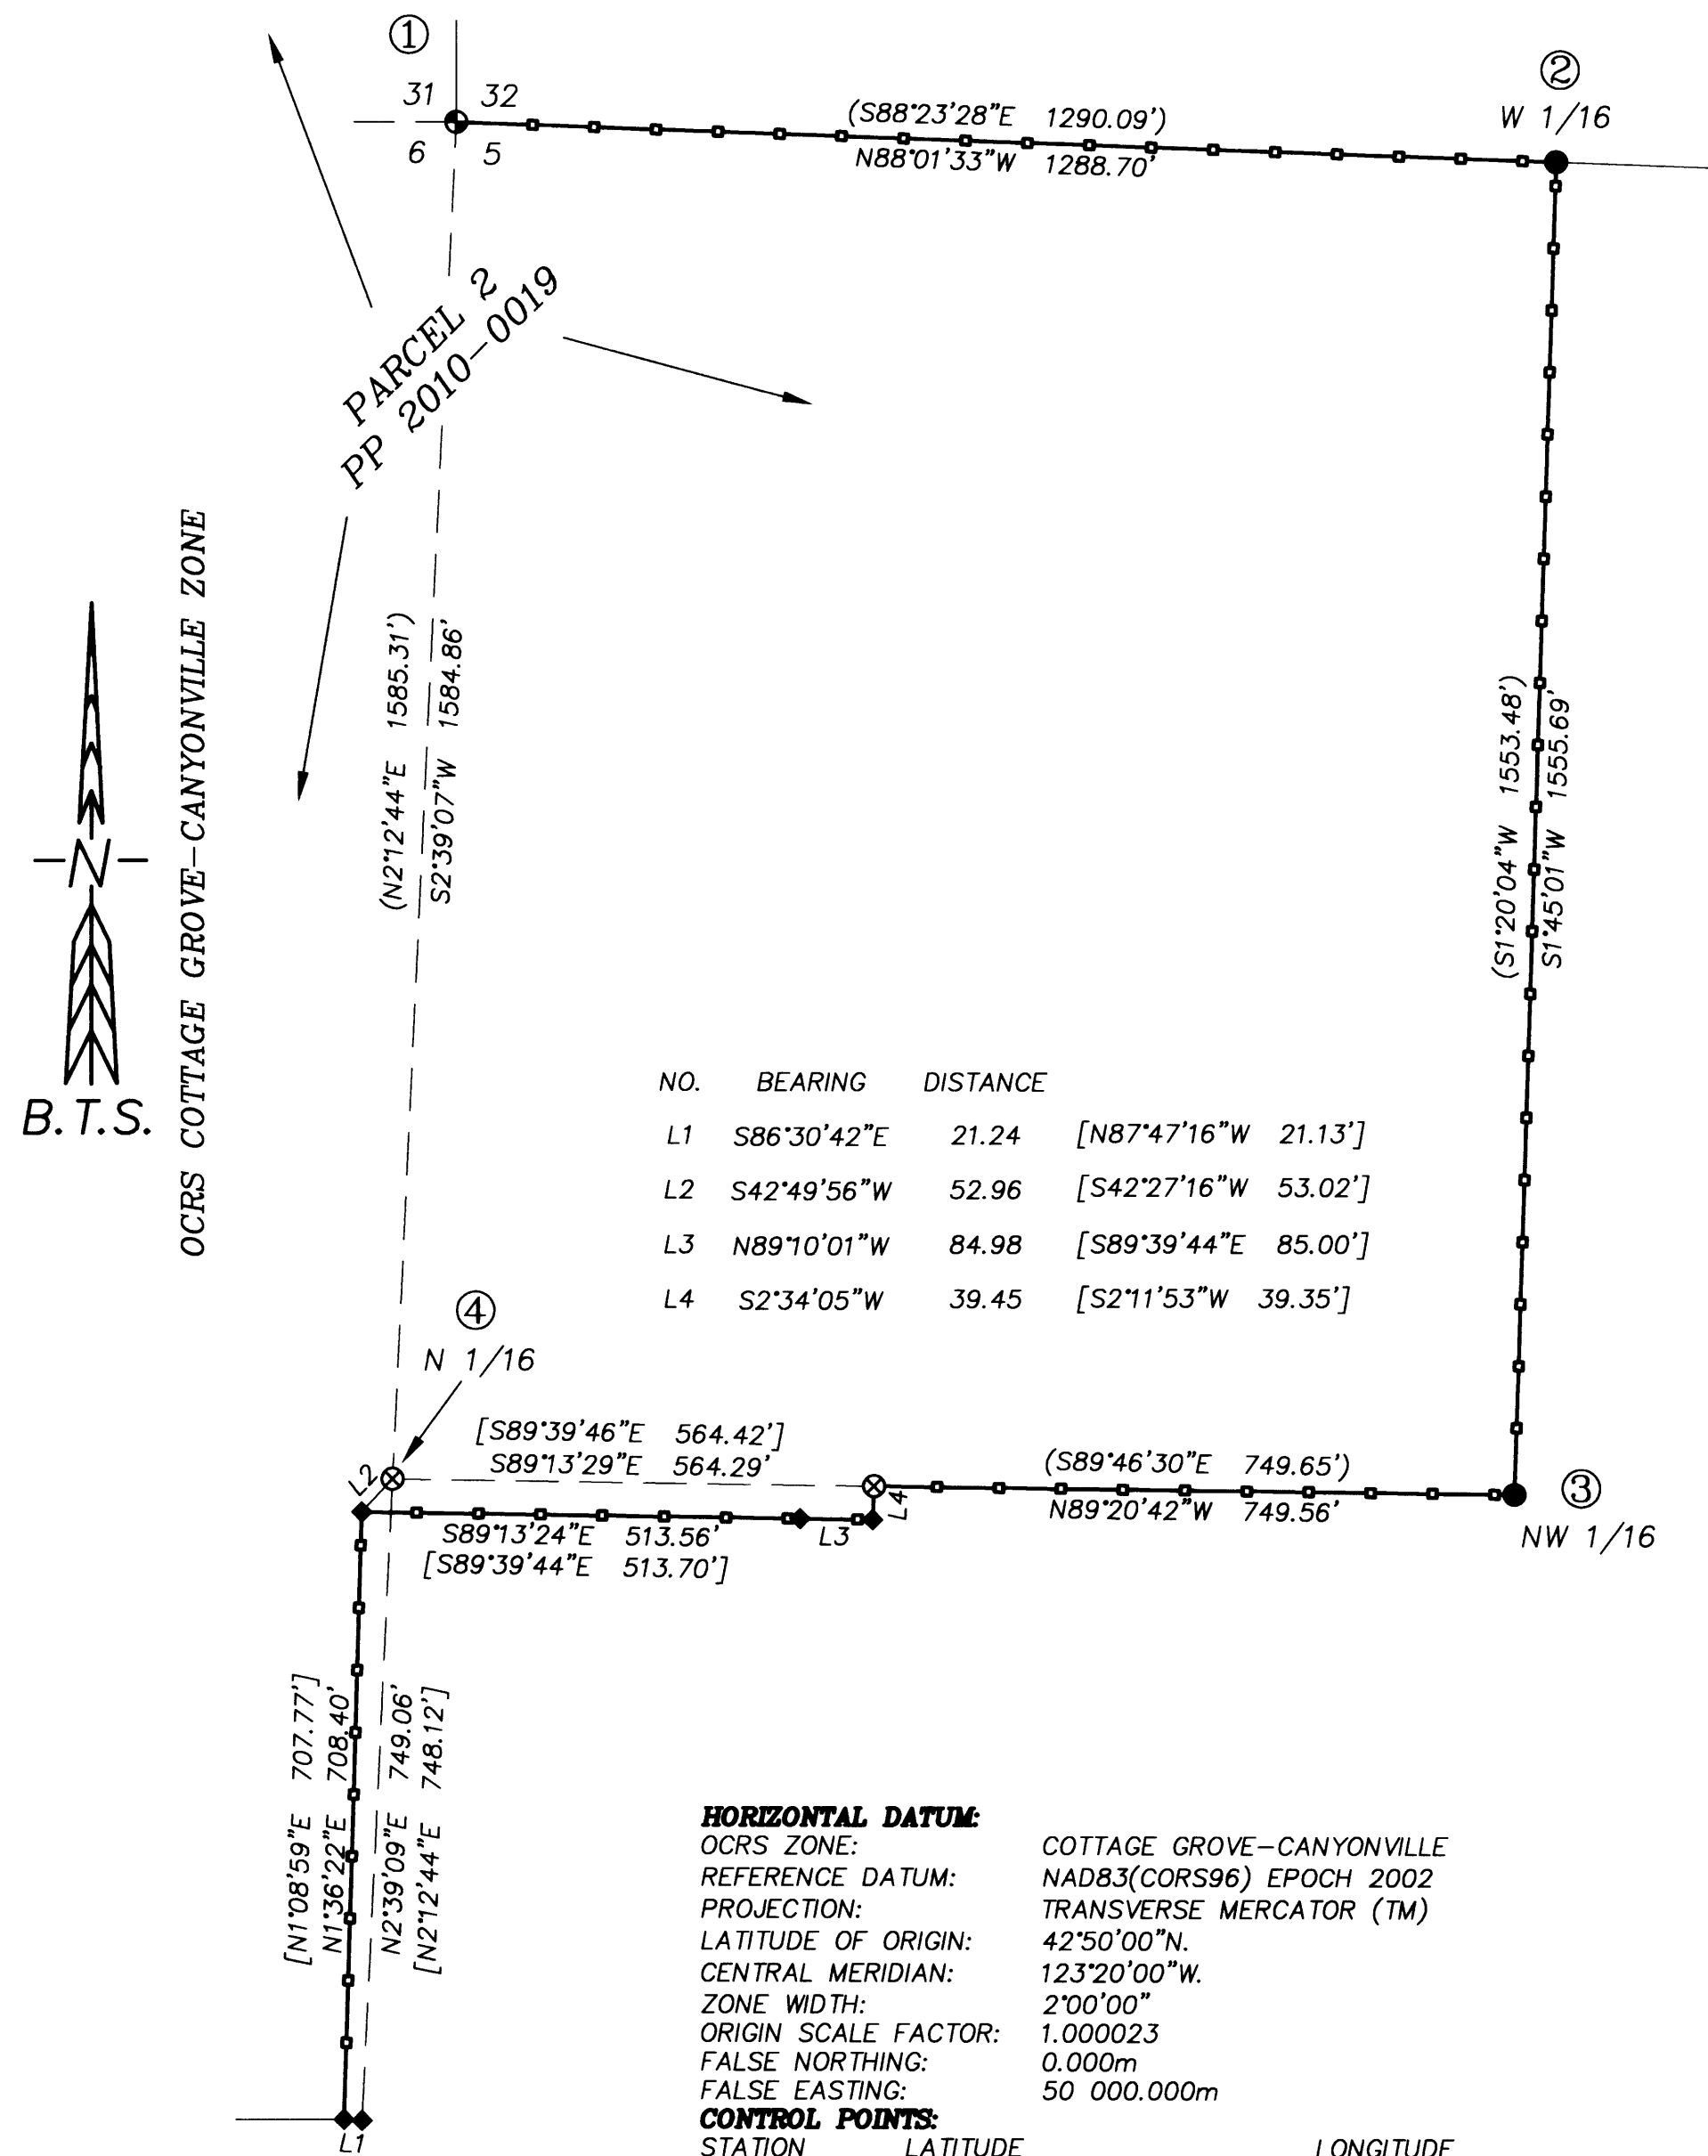 ①
②
31 32
6 5
W 1/16
(S88°23'28"E 1290.09')
N88°01'33"W 1288.70'
PARCEL 2
PP 2010-0019
OCRS COTTAGE GROVE-CANYONVILLE ZONE
-N-
B.T.S.
(N2°12'44"E 1585.31')
S2°39'07"W 1584.86'
(S1°20'04"W 1553.48')
S1°45'01"W 1555.69'
NO. BEARING DISTANCE
L1 S86°30'42"E 21.24 [N87°47'16"W 21.13']
L2 S42°49'56"W 52.96 [S42°27'16"W 53.02']
L3 N89°10'01"W 84.98 [S89°39'44"E 85.00']
L4 S2°34'05"W 39.45 [S2°11'53"W 39.35']
④
N 1/16
[S89°39'46"E 564.42']
S89°13'29"E 564.29'
(S89°46'30"E 749.65')
N89°20'42"W 749.56'
③
NW 1/16
L2
L4
L3
S89°13'24"E 513.56'
[S89°39'44"E 513.70']
[N1°08'59"E 707.77']
N1°36'22"E 708.40'
N2°39'09"E 749.06'
[N2°12'44"E 748.12']
L1
HORIZONTAL DATUM:
OCRS ZONE: COTTAGE GROVE-CANYONVILLE
REFERENCE DATUM: NAD83(CORS96) EPOCH 2002
PROJECTION: TRANSVERSE MERCATOR (TM)
LATITUDE OF ORIGIN: 42°50'00"N.
CENTRAL MERIDIAN: 123°20'00"W.
ZONE WIDTH: 2°00'00"
ORIGIN SCALE FACTOR: 1.000023
FALSE NORTHING: 0.000m
FALSE EASTING: 50 000.000m
CONTROL POINTS:
STATION LATITUDE LONGITUDE